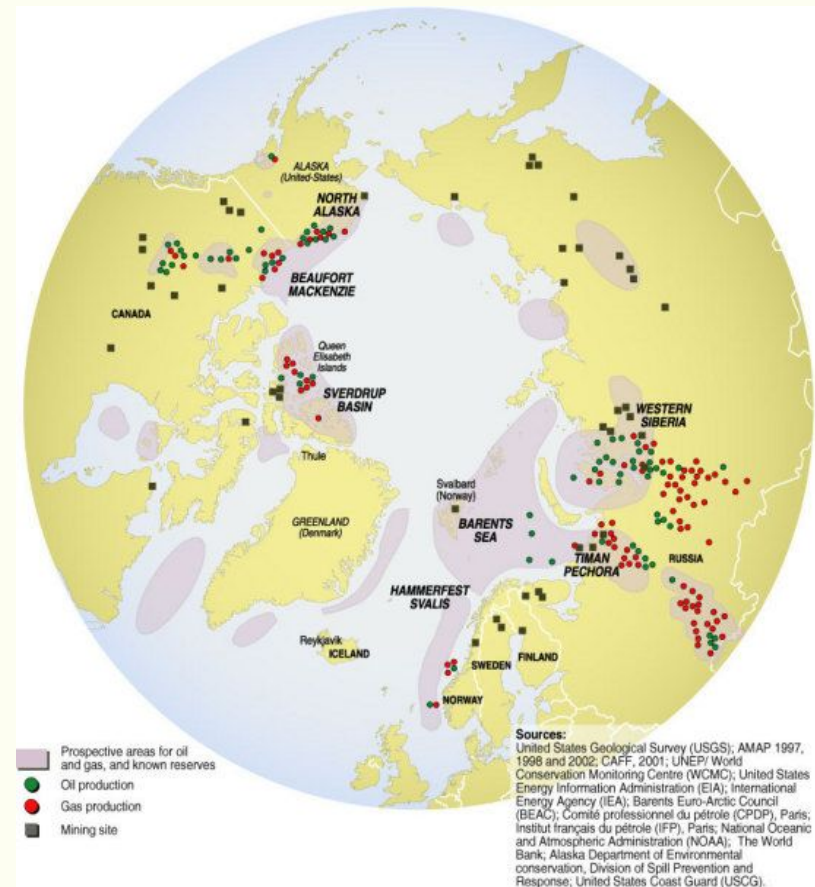 ALASKA
(United-States)
NORTH
ALASKA
BEAUFORT
MACKENZIE
CANADA
Queen
Elisabeth
Islands
SVERDRUP
BASIN
WESTERN
SIBERIA
Thule
Svalbard
(Norway)
GREENLAND
(Denmark)
BARENTS
SEA
TIMAN
PECHORA
RUSSIA
HAMMERFEST
SVALIS
Reykjavik
ICELAND
SWEDEN
FINLAND
NORWAY
Prospective areas for oil
and gas, and known reserves
Oil production
Gas production
Mining site
Sources:
United States Geological Survey (USGS); AMAP 1997,
1998 and 2002; CAFF, 2001; UNEP/ World
Conservation Monitoring Centre (WCMC); United States
Energy Information Administration (EIA); International
Energy Agency (IEA); Barents Euro-Arctic Council
(BEAC); Comité professionnel du pétrole (CPDP), Paris;
Institut français du pétrole (IFP), Paris; National Oceanic
and Atmospheric Administration (NOAA); The World
Bank; Alaska Department of Environmental
conservation, Division of Spill Prevention and
Response; United States Coast Guard (USCG).